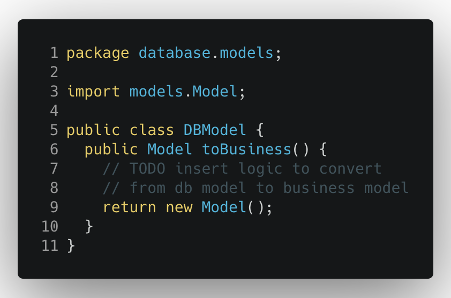 1 package database.models;
2
3 import models.Model;
4
5 public class DBModel {
6   public Model toBusiness() {
7     // TODO insert logic to convert
8     // from db model to business model
9     return new Model();
10   }
11 }